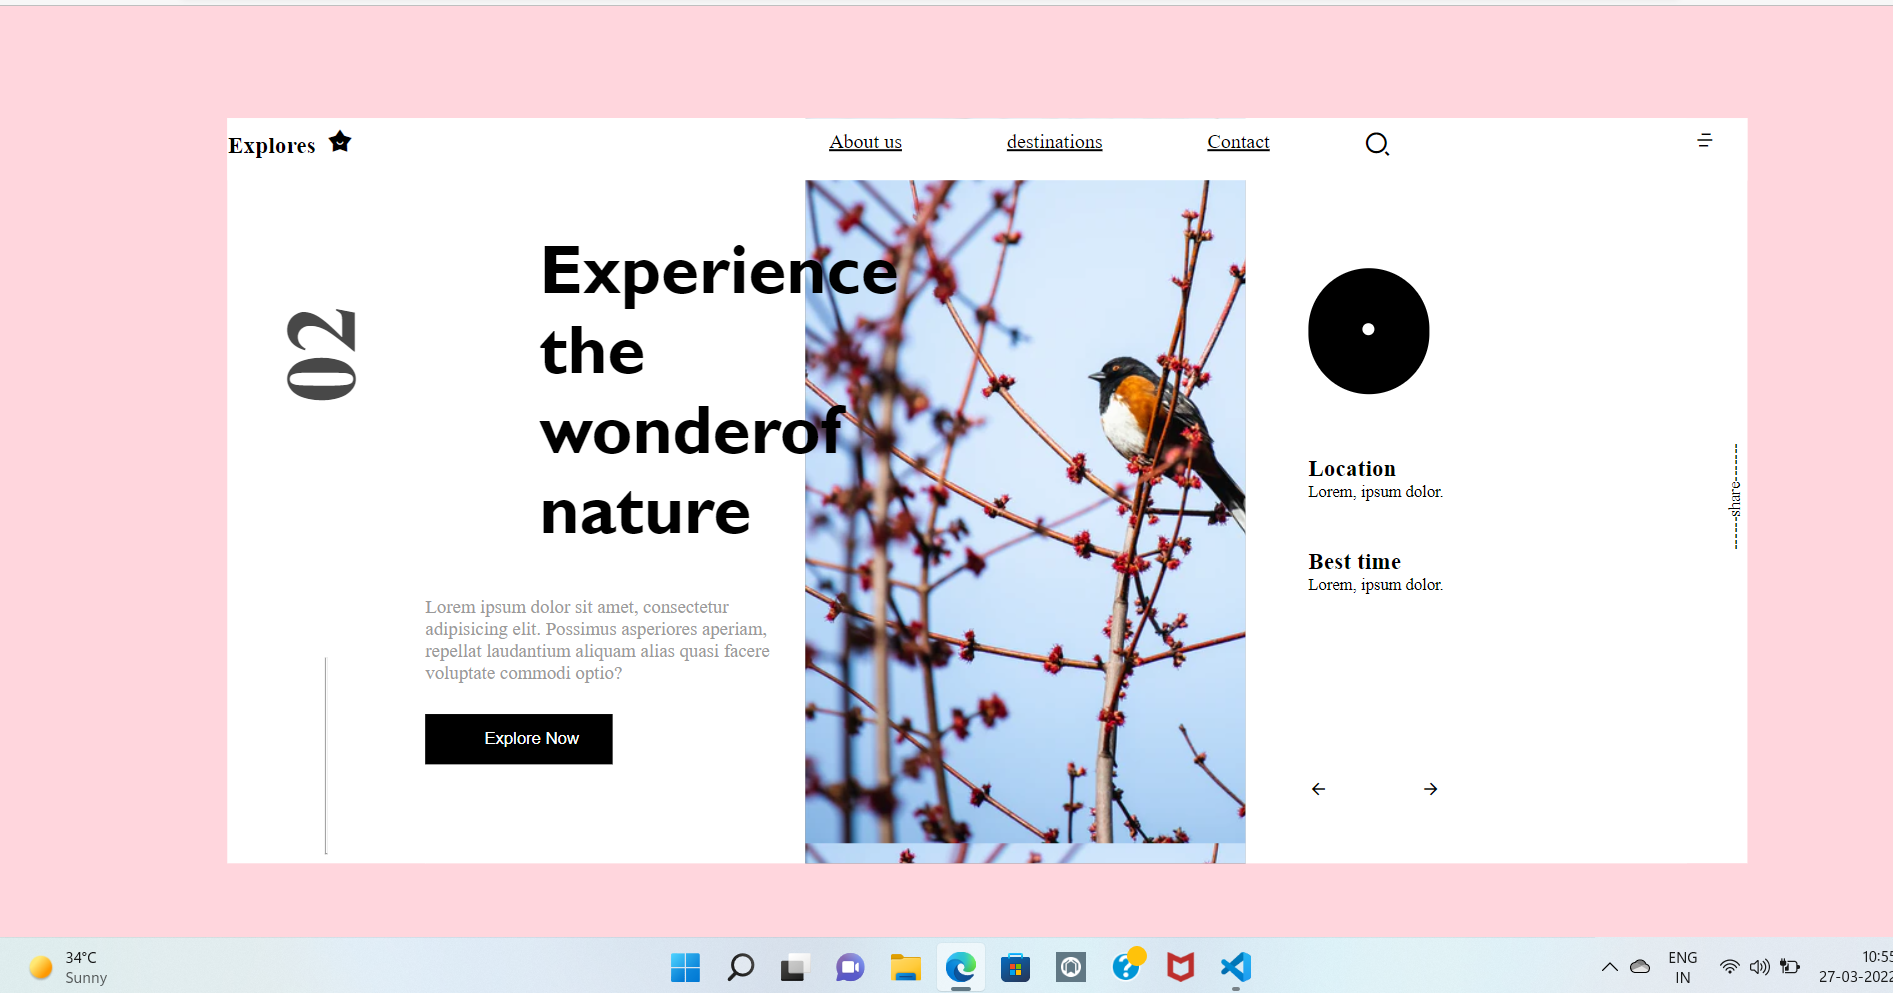 Explores
About us
destinations
Contact
02
Experience
the
wonderof
nature
Lorem ipsum dolor sit amet, consectetur
adipisicing elit. Possimus asperiores aperiam,
repellat laudantium aliquam alias quasi facere
voluptate commodi optio?
Explore Now
Location
Lorem, ipsum dolor.
Best time
Lorem, ipsum dolor.
------share------
34°C
Sunny
ENG
IN
10:55
27-03-2022